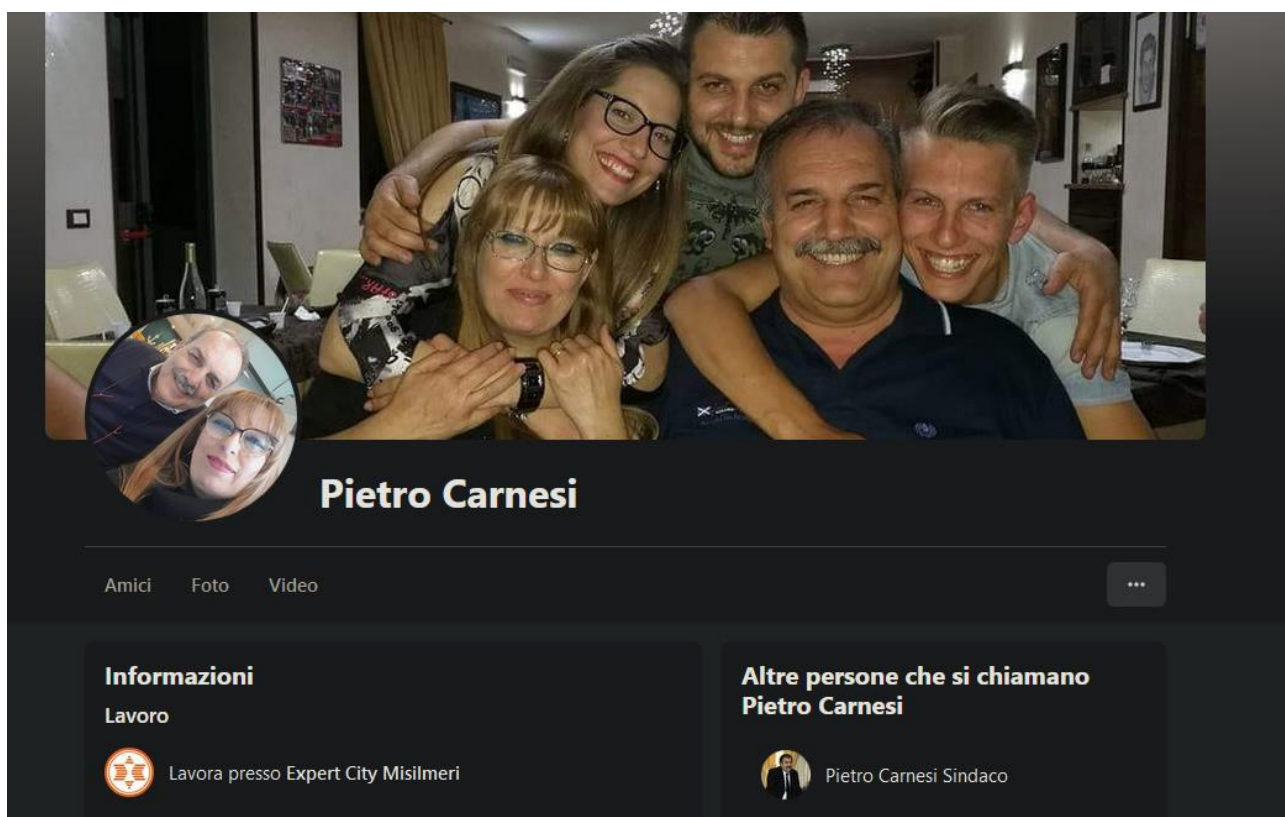 Pietro Carnesi
Amici Foto Video
Informazioni
Lavoro
Lavora presso Expert City Misilmeri
Altre persone che si chiamano
Pietro Carnesi
Pietro Carnesi Sindaco